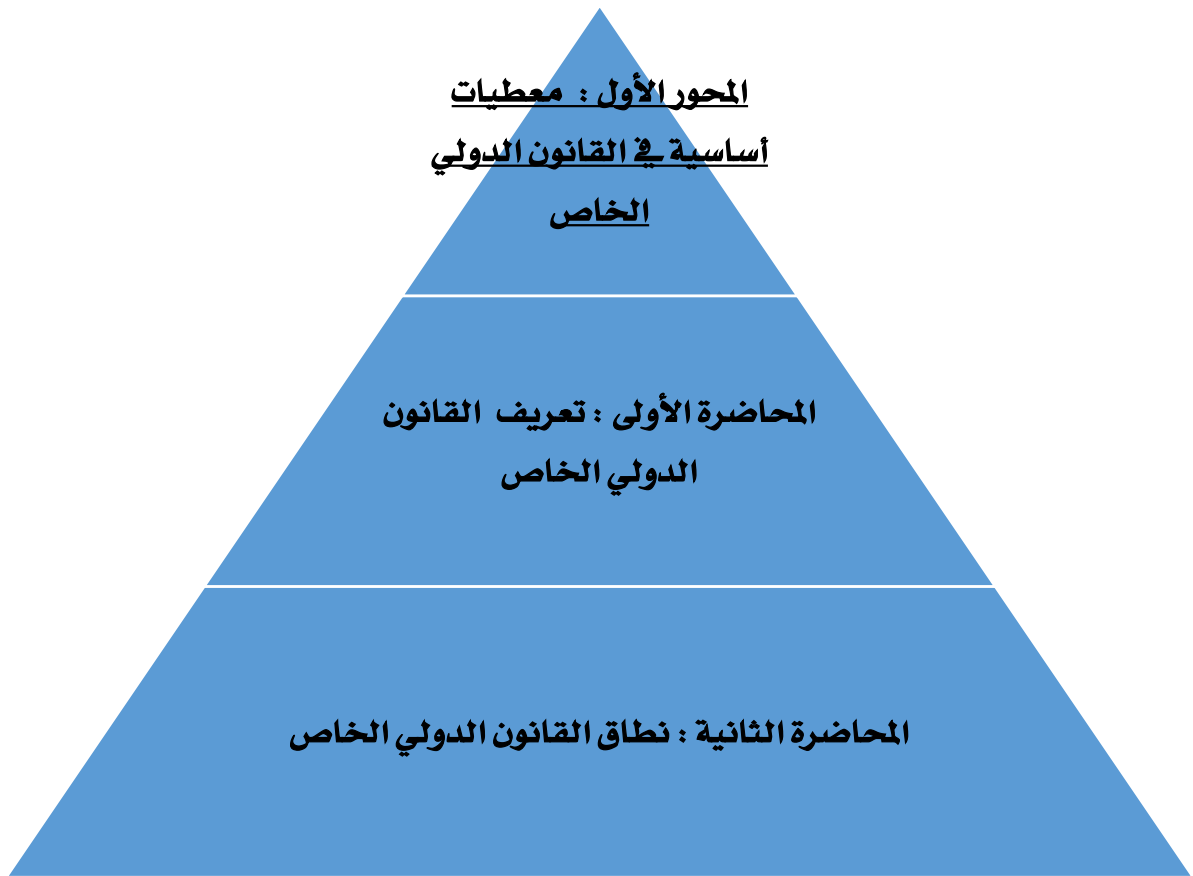 المحور الأول : معطيات
أساسية في القانون الدولي
الخاص
المحاضرة الأولى : تعريف القانون
الدولي الخاص
المحاضرة الثانية : نطاق القانون الدولي الخاص